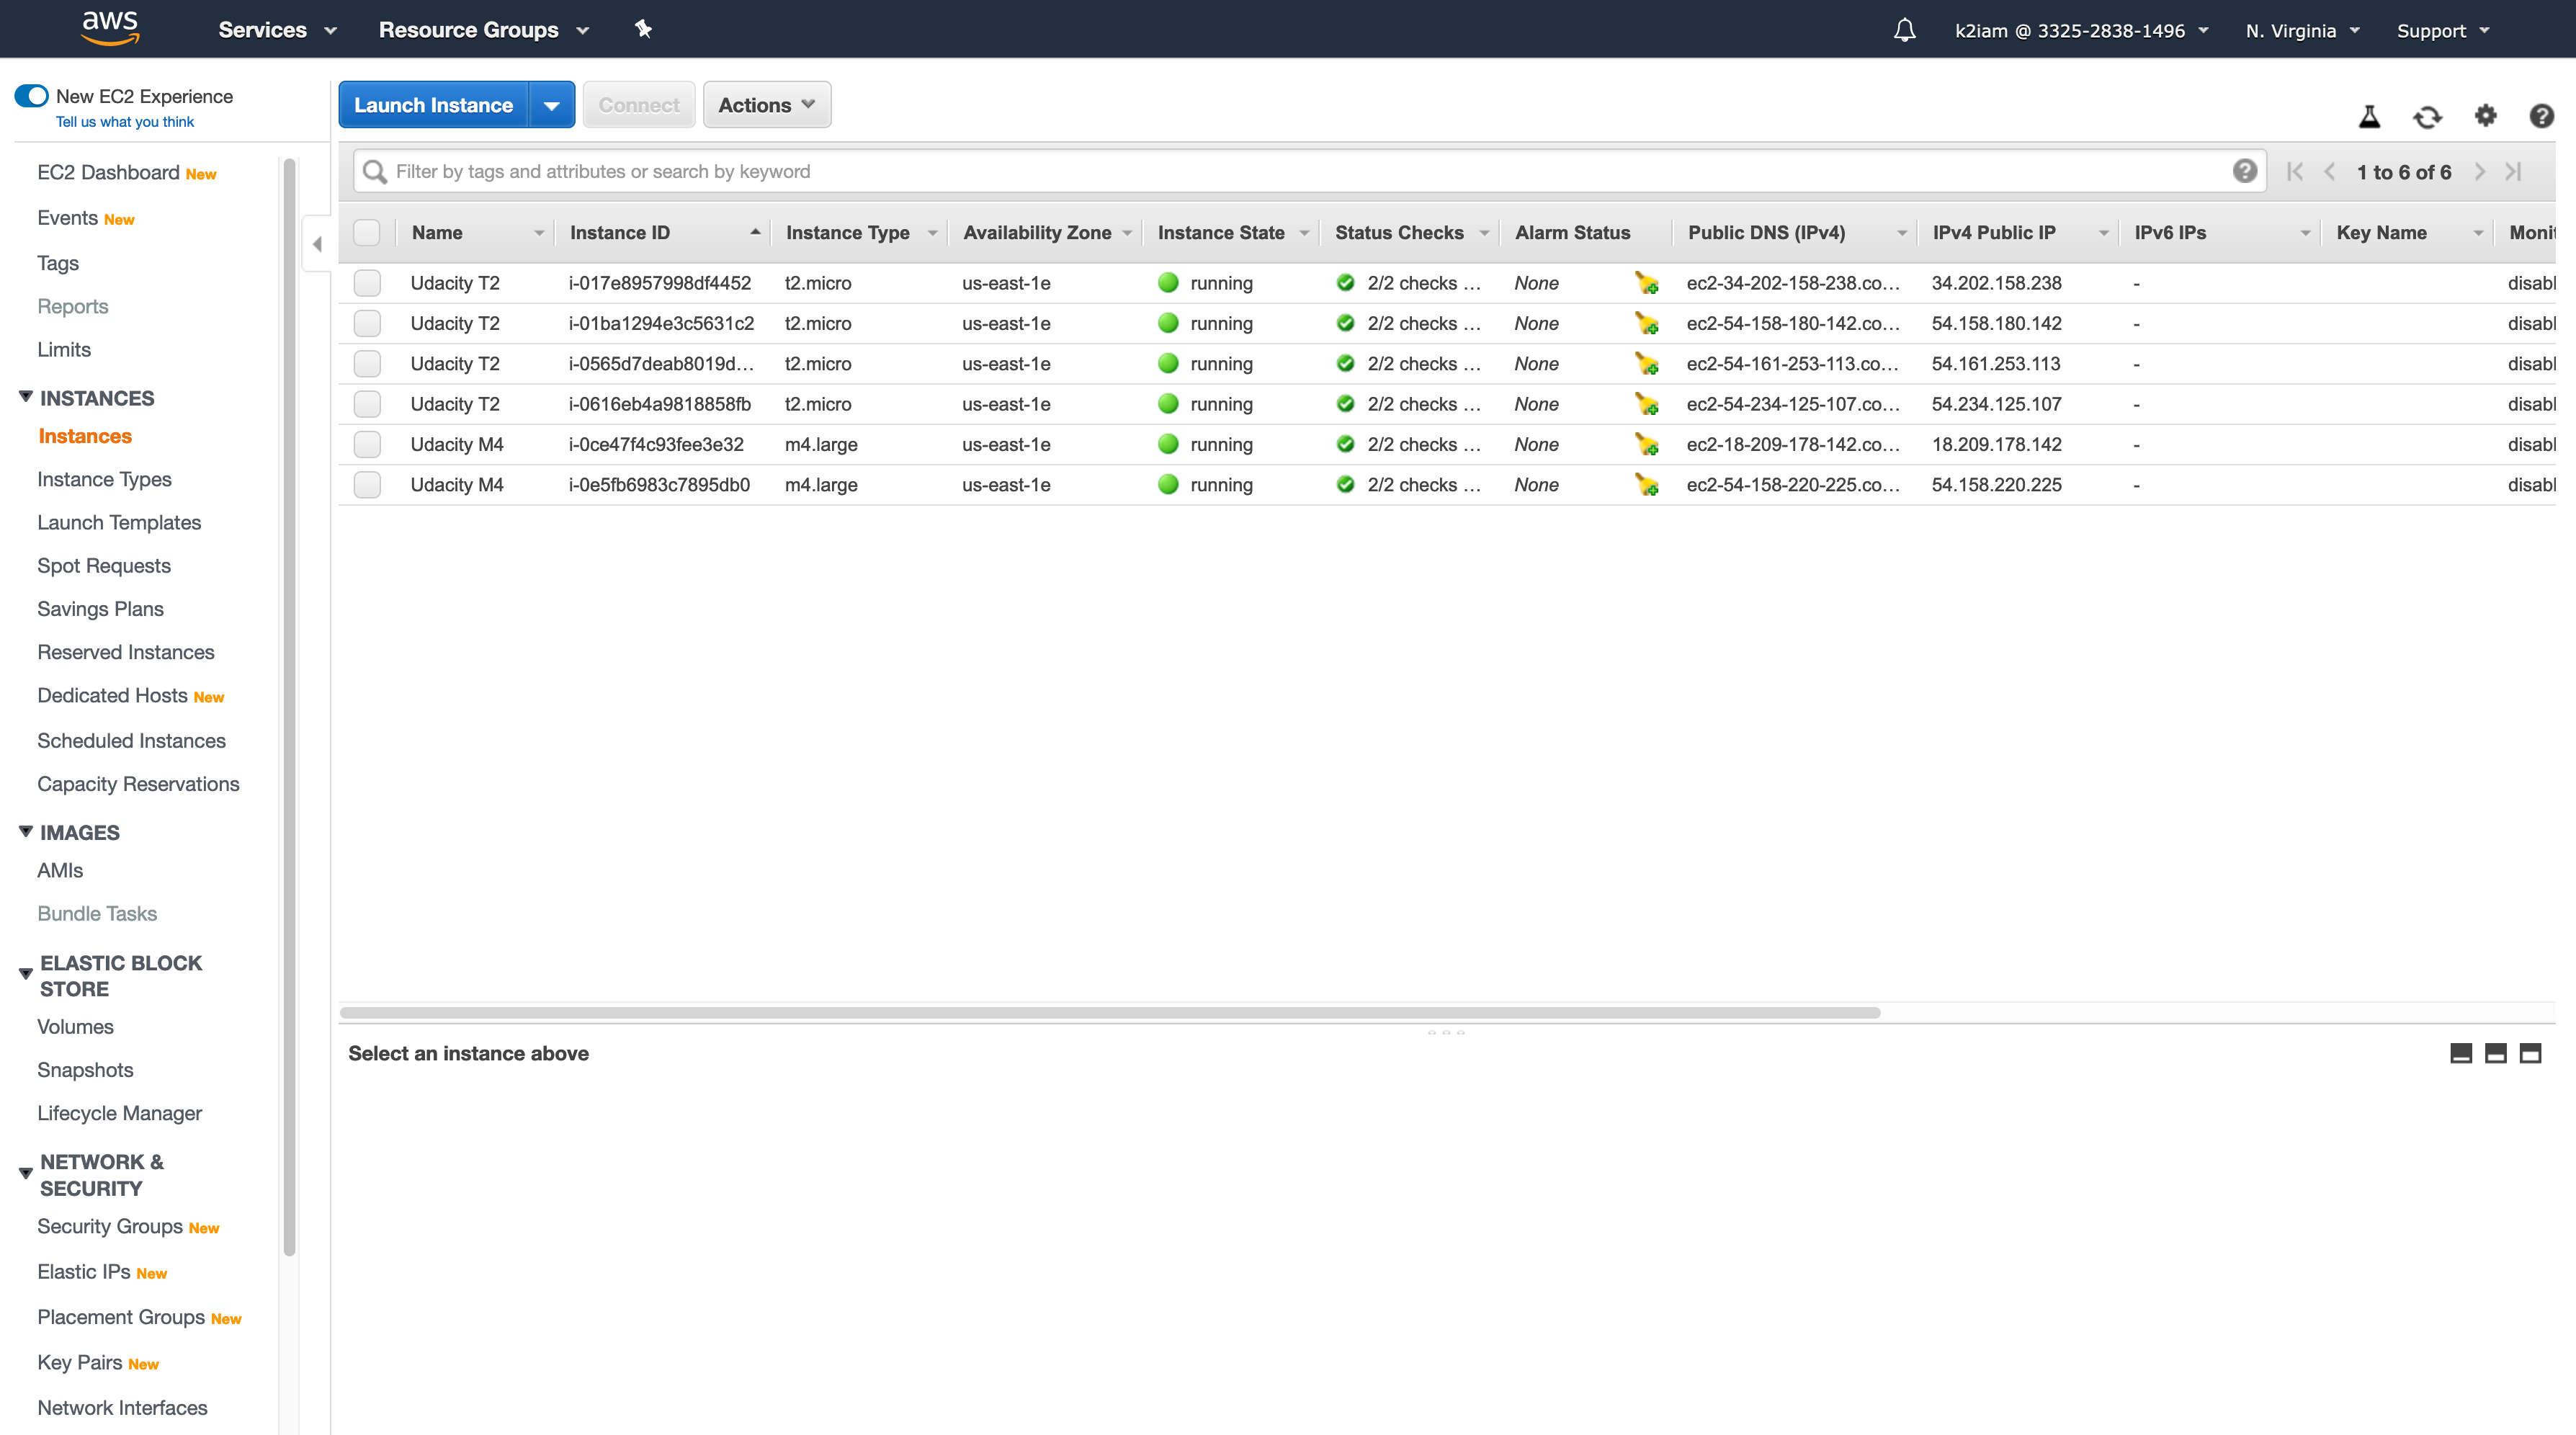 aws Services Resource Groups k2iam @ 3325-2838-1496 N. Virginia Support
New EC2 Experience
Tell us what you think
Launch Instance Connect Actions
EC2 Dashboard New
Events New
Tags
Reports
Limits
INSTANCES
Instances
Instance Types
Launch Templates
Spot Requests
Savings Plans
Reserved Instances
Dedicated Hosts New
Scheduled Instances
Capacity Reservations
IMAGES
AMIs
Bundle Tasks
ELASTIC BLOCK
STORE
Volumes
Snapshots
Lifecycle Manager
NETWORK &
SECURITY
Security Groups New
Elastic IPs New
Placement Groups New
Key Pairs New
Network Interfaces
Filter by tags and attributes or search by keyword 1 to 6 of 6
Name Instance ID Instance Type Availability Zone Instance State Status Checks Alarm Status Public DNS (IPv4) IPv4 Public IP IPv6 IPs Key Name Monit
Udacity T2 i-017e8957998df4452 t2.micro us-east-1e running 2/2 checks ... None ec2-34-202-158-238.co... 34.202.158.238 - disabl
Udacity T2 i-01ba1294e3c5631c2 t2.micro us-east-1e running 2/2 checks ... None ec2-54-158-180-142.co... 54.158.180.142 - disabl
Udacity T2 i-0565d7deab8019d... t2.micro us-east-1e running 2/2 checks ... None ec2-54-161-253-113.co... 54.161.253.113 - disabl
Udacity T2 i-0616eb4a9818858fb t2.micro us-east-1e running 2/2 checks ... None ec2-54-234-125-107.co... 54.234.125.107 - disabl
Udacity M4 i-0ce47f4c93fee3e32 m4.large us-east-1e running 2/2 checks ... None ec2-18-209-178-142.co... 18.209.178.142 - disabl
Udacity M4 i-0e5fb6983c7895db0 m4.large us-east-1e running 2/2 checks ... None ec2-54-158-220-225.co... 54.158.220.225 - disabl
Select an instance above